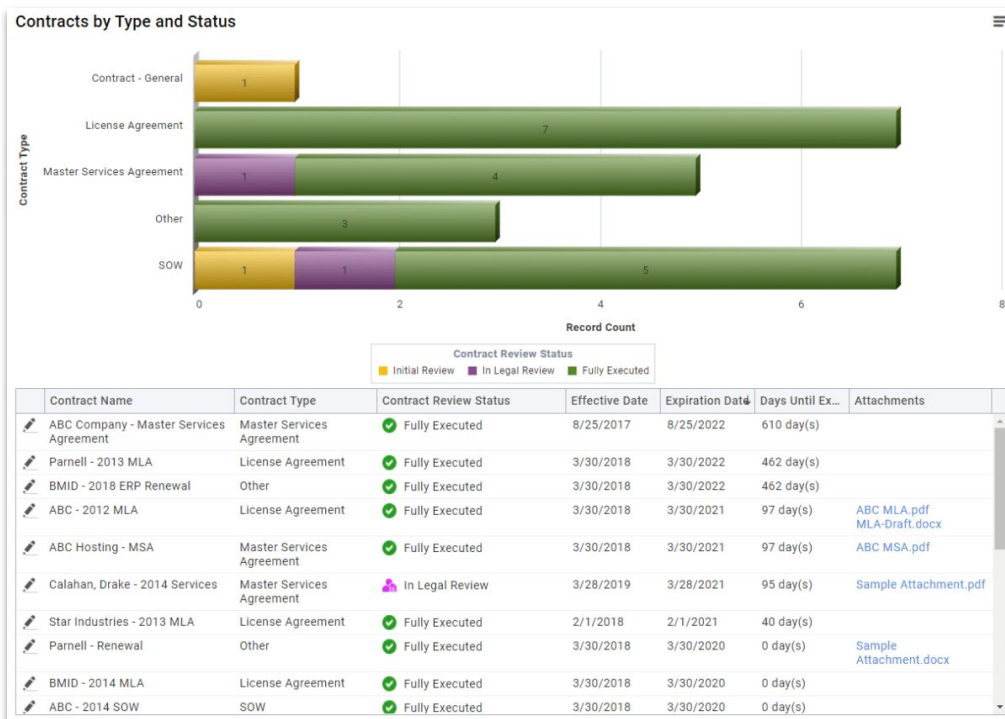 Contracts by Type and Status
Contract Type
Contract - General
1
License Agreement
7
Master Services Agreement
1 4
Other
3
SOW
1 1 5
0 2 4 6 8
Record Count
Contract Review Status
Initial Review In Legal Review Fully Executed
Contract Name Contract Type Contract Review Status Effective Date Expiration Date Days Until Ex... Attachments
ABC Company - Master Services Agreement Master Services Agreement Fully Executed 8/25/2017 8/25/2022 610 day(s)
Parnell - 2013 MLA License Agreement Fully Executed 3/30/2018 3/30/2022 462 day(s)
BMID - 2018 ERP Renewal Other Fully Executed 3/30/2018 3/30/2022 462 day(s)
ABC - 2012 MLA License Agreement Fully Executed 3/30/2018 3/30/2021 97 day(s) ABC MLA.pdf
MLA-Draft.docx
ABC Hosting - MSA Master Services Agreement Fully Executed 3/30/2018 3/30/2021 97 day(s) ABC MSA.pdf
Calahan, Drake - 2014 Services Master Services Agreement In Legal Review 3/28/2019 3/28/2021 95 day(s) Sample Attachment.pdf
Star Industries - 2013 MLA License Agreement Fully Executed 2/1/2018 2/1/2021 40 day(s)
Parnell - Renewal Other Fully Executed 3/30/2018 3/30/2020 0 day(s) Sample Attachment.docx
BMID - 2014 MLA License Agreement Fully Executed 3/30/2018 3/30/2020 0 day(s)
ABC - 2014 SOW SOW Fully Executed 3/30/2018 3/30/2020 0 day(s)